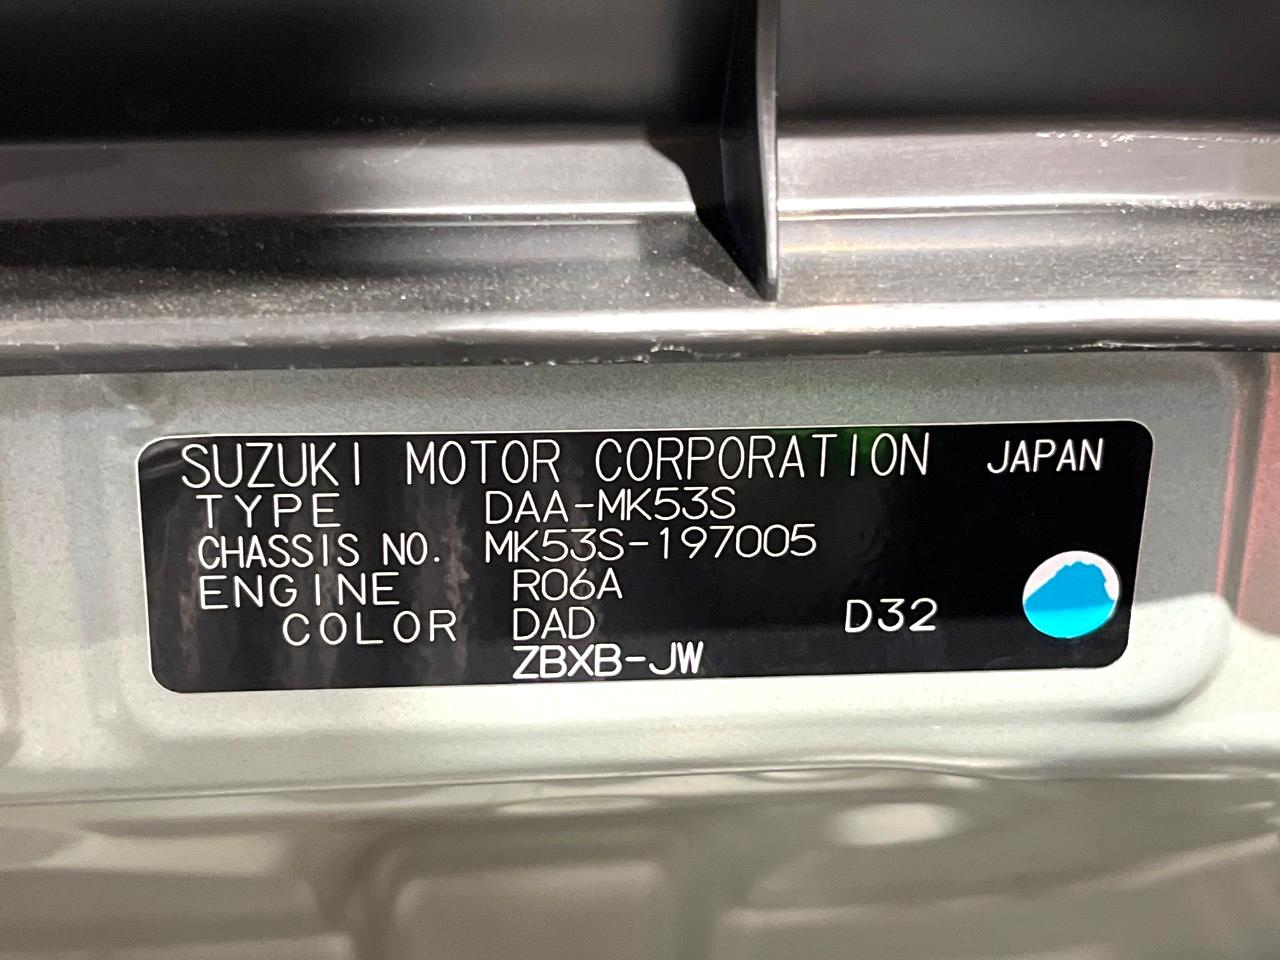 SUZUKI MOTOR CORPORATION JAPAN
TYPE DAA-MK53S
CHASSIS NO. MK53S-197005
ENGINE R06A
COLOR DAD D32
ZBXB-JW